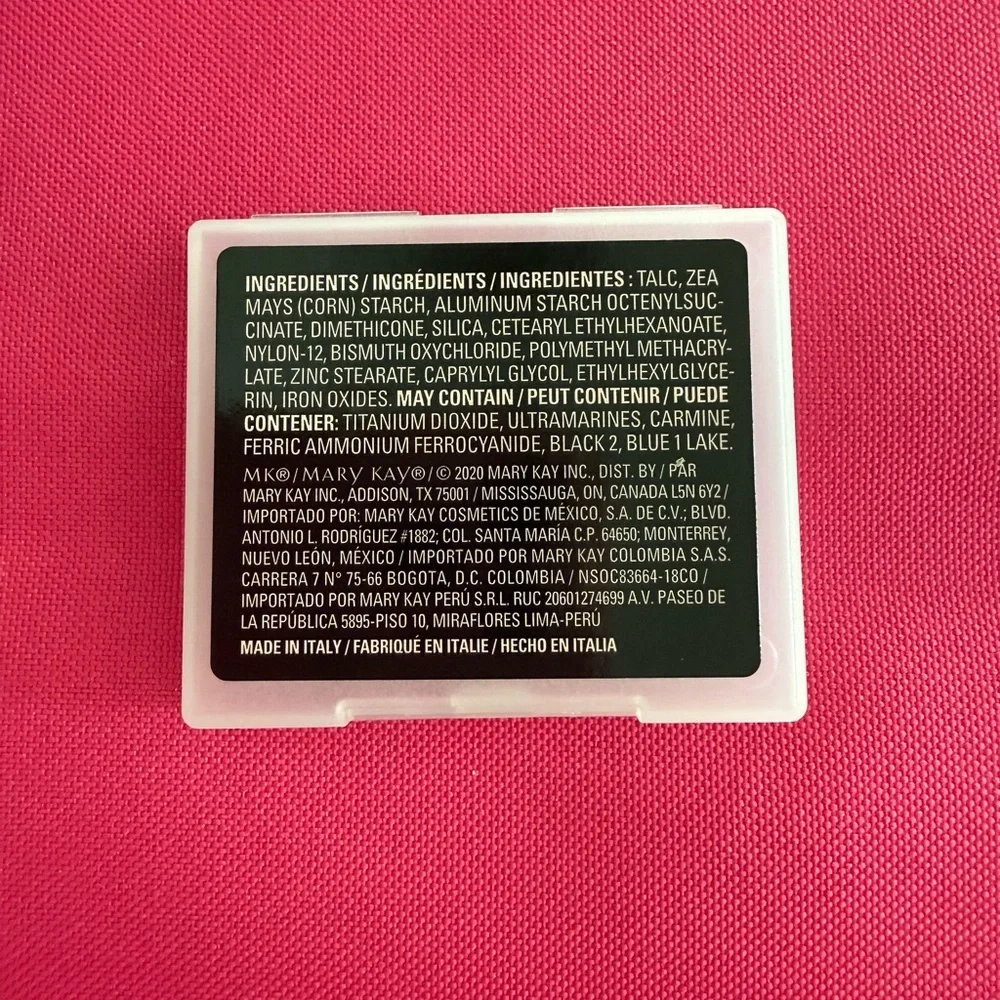 INGREDIENTS / INGRÉDIENTS / INGREDIENTES : TALC, ZEA
MAYS (CORN) STARCH, ALUMINUM STARCH OCTENYLSUC-
CINATE, DIMETHICONE, SILICA, CETEARYL ETHYLHEXANOATE,
NYLON-12, BISMUTH OXYCHLORIDE, POLYMETHYL METHACRY-
LATE, ZINC STEARATE, CAPRYLYL GLYCOL, ETHYLHEXYLGLYCE-
RIN, IRON OXIDES. MAY CONTAIN / PEUT CONTENIR / PUEDE
CONTENER: TITANIUM DIOXIDE, ULTRAMARINES, CARMINE,
FERRIC AMMONIUM FERROCYANIDE, BLACK 2, BLUE 1 LAKE.
MK®/MARY KAY®/© 2020 MARY KAY INC., DIST. BY / PAR
MARY KAY INC., ADDISON, TX 75001 / MISSISSAUGA, ON, CANADA L5N 6Y2 /
IMPORTADO POR: MARY KAY COSMETICS DE MÉXICO, S.A. DE C.V.; BLVD.
ANTONIO L. RODRÍGUEZ #1882; COL. SANTA MARÍA C.P. 64650; MONTERREY,
NUEVO LEÓN, MÉXICO / IMPORTADO POR MARY KAY COLOMBIA S.A.S.
CARRERA 7 N° 75-66 BOGOTA, D.C. COLOMBIA / NSOC83664-18CO /
IMPORTADO POR MARY KAY PERÚ S.R.L. RUC 20601274699 A.V. PASEO DE
LA REPÚBLICA 5895-PISO 10, MIRAFLORES LIMA-PERÚ
MADE IN ITALY / FABRIQUÉ EN ITALIE / HECHO EN ITALIA